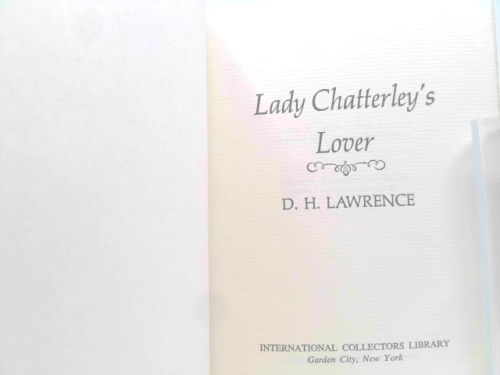 Lady Chatterley's
Lover
D. H. LAWRENCE
INTERNATIONAL COLLECTORS LIBRARY
Garden City, New York